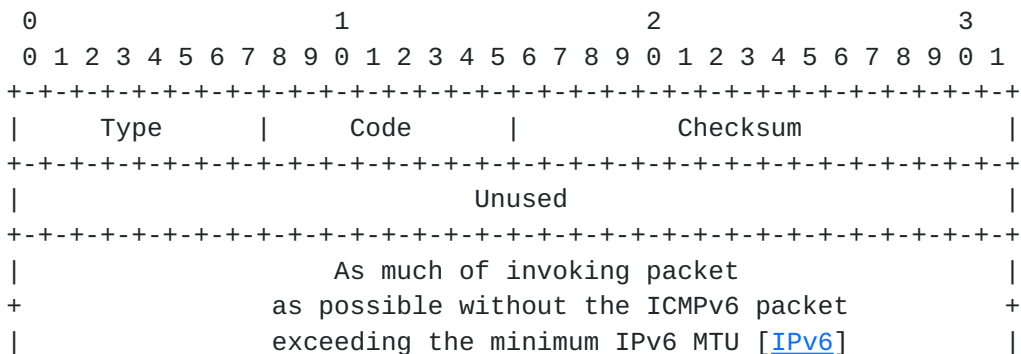 0                   1                   2                   3
 0 1 2 3 4 5 6 7 8 9 0 1 2 3 4 5 6 7 8 9 0 1 2 3 4 5 6 7 8 9 0 1
+-+-+-+-+-+-+-+-+-+-+-+-+-+-+-+-+-+-+-+-+-+-+-+-+-+-+-+-+-+-+-+-+
|     Type      |     Code      |          Checksum             |
+-+-+-+-+-+-+-+-+-+-+-+-+-+-+-+-+-+-+-+-+-+-+-+-+-+-+-+-+-+-+-+-+
|                             Unused                            |
+-+-+-+-+-+-+-+-+-+-+-+-+-+-+-+-+-+-+-+-+-+-+-+-+-+-+-+-+-+-+-+-+
|                    As much of invoking packet                 |
+                as possible without the ICMPv6 packet          +
|                exceeding the minimum IPv6 MTU [IPv6]          |